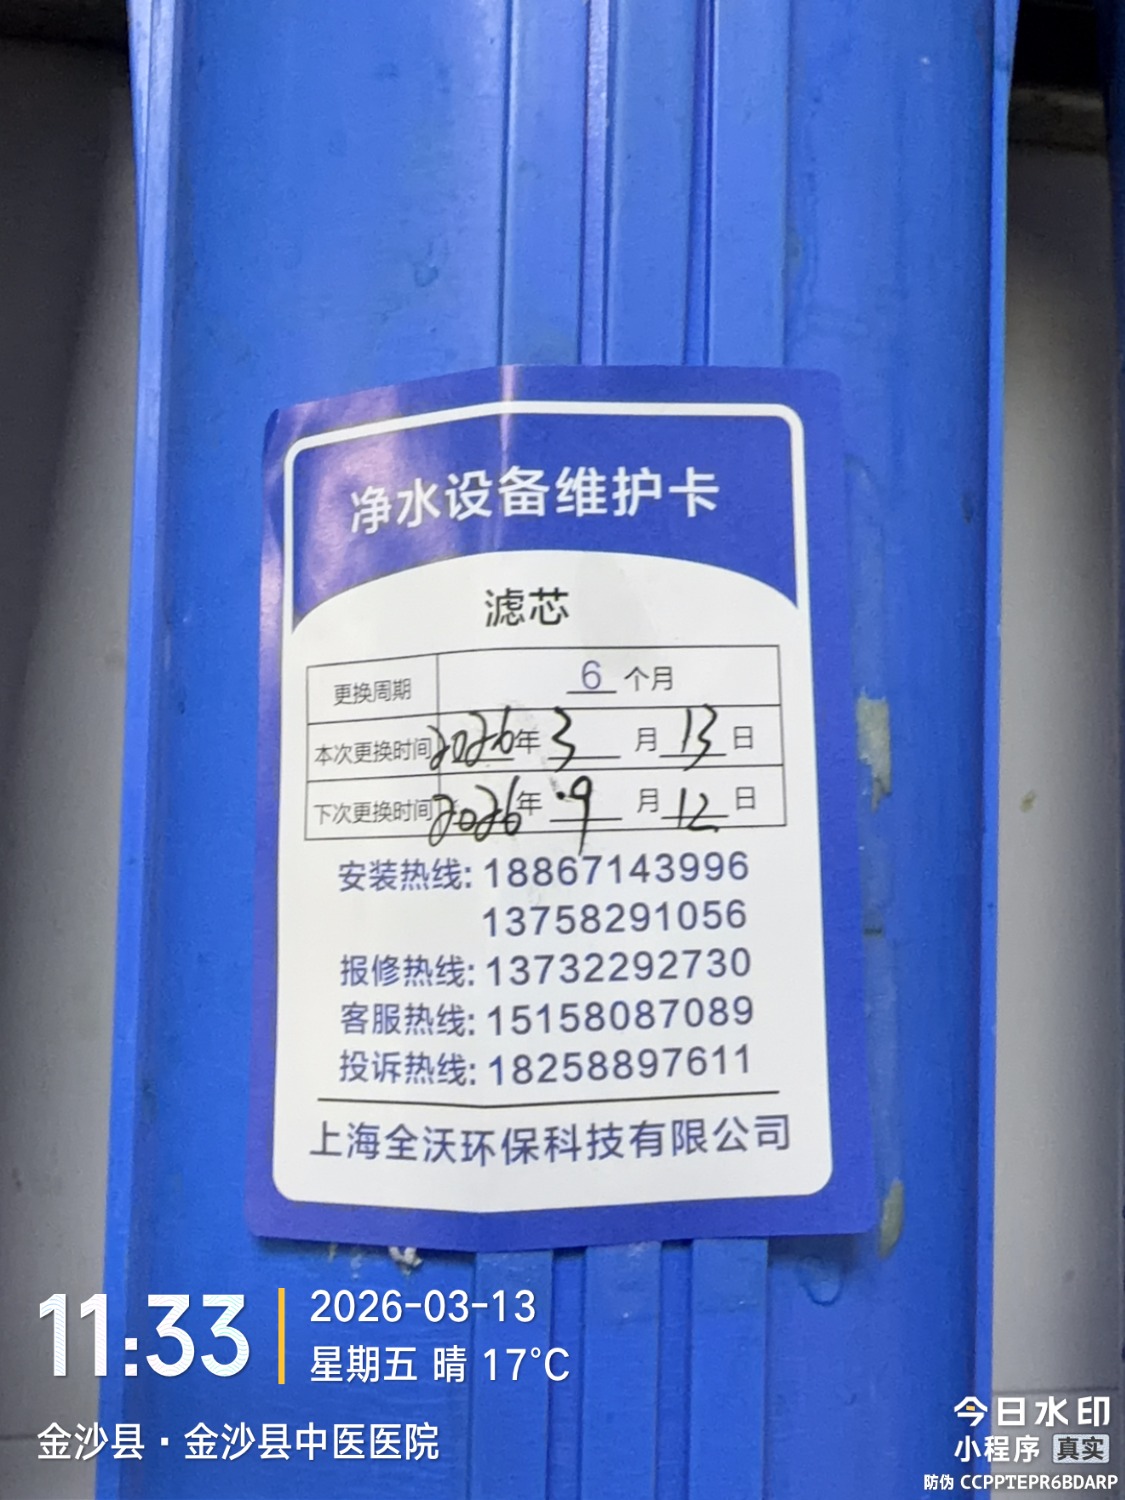 净水设备维护卡
滤芯
更换周期 6 个月
本次更换时间 2026年 3 月 13 日
下次更换时间 2026年 9 月 12 日
安装热线: 18867143996
13758291056
报修热线: 13732292730
客服热线: 15158087089
投诉热线: 18258897611
上海全沃环保科技有限公司
11:33
2026-03-13
星期五 晴 17°C
金沙县·金沙县中医医院
今日水印
小程序 真实
防伪 CCPPTEPR6BDARP